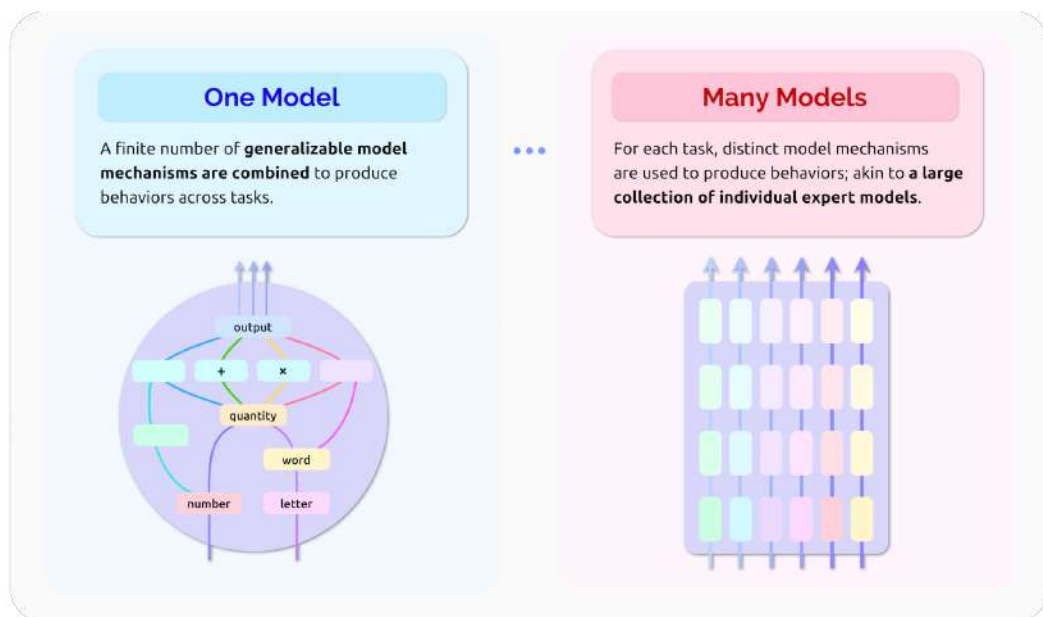 One Model
A finite number of generalizable model
mechanisms are combined to produce
behaviors across tasks.
Many Models
For each task, distinct model mechanisms
are used to produce behaviors; akin to a large
collection of individual expert models.
output
+
×
quantity
word
number
letter